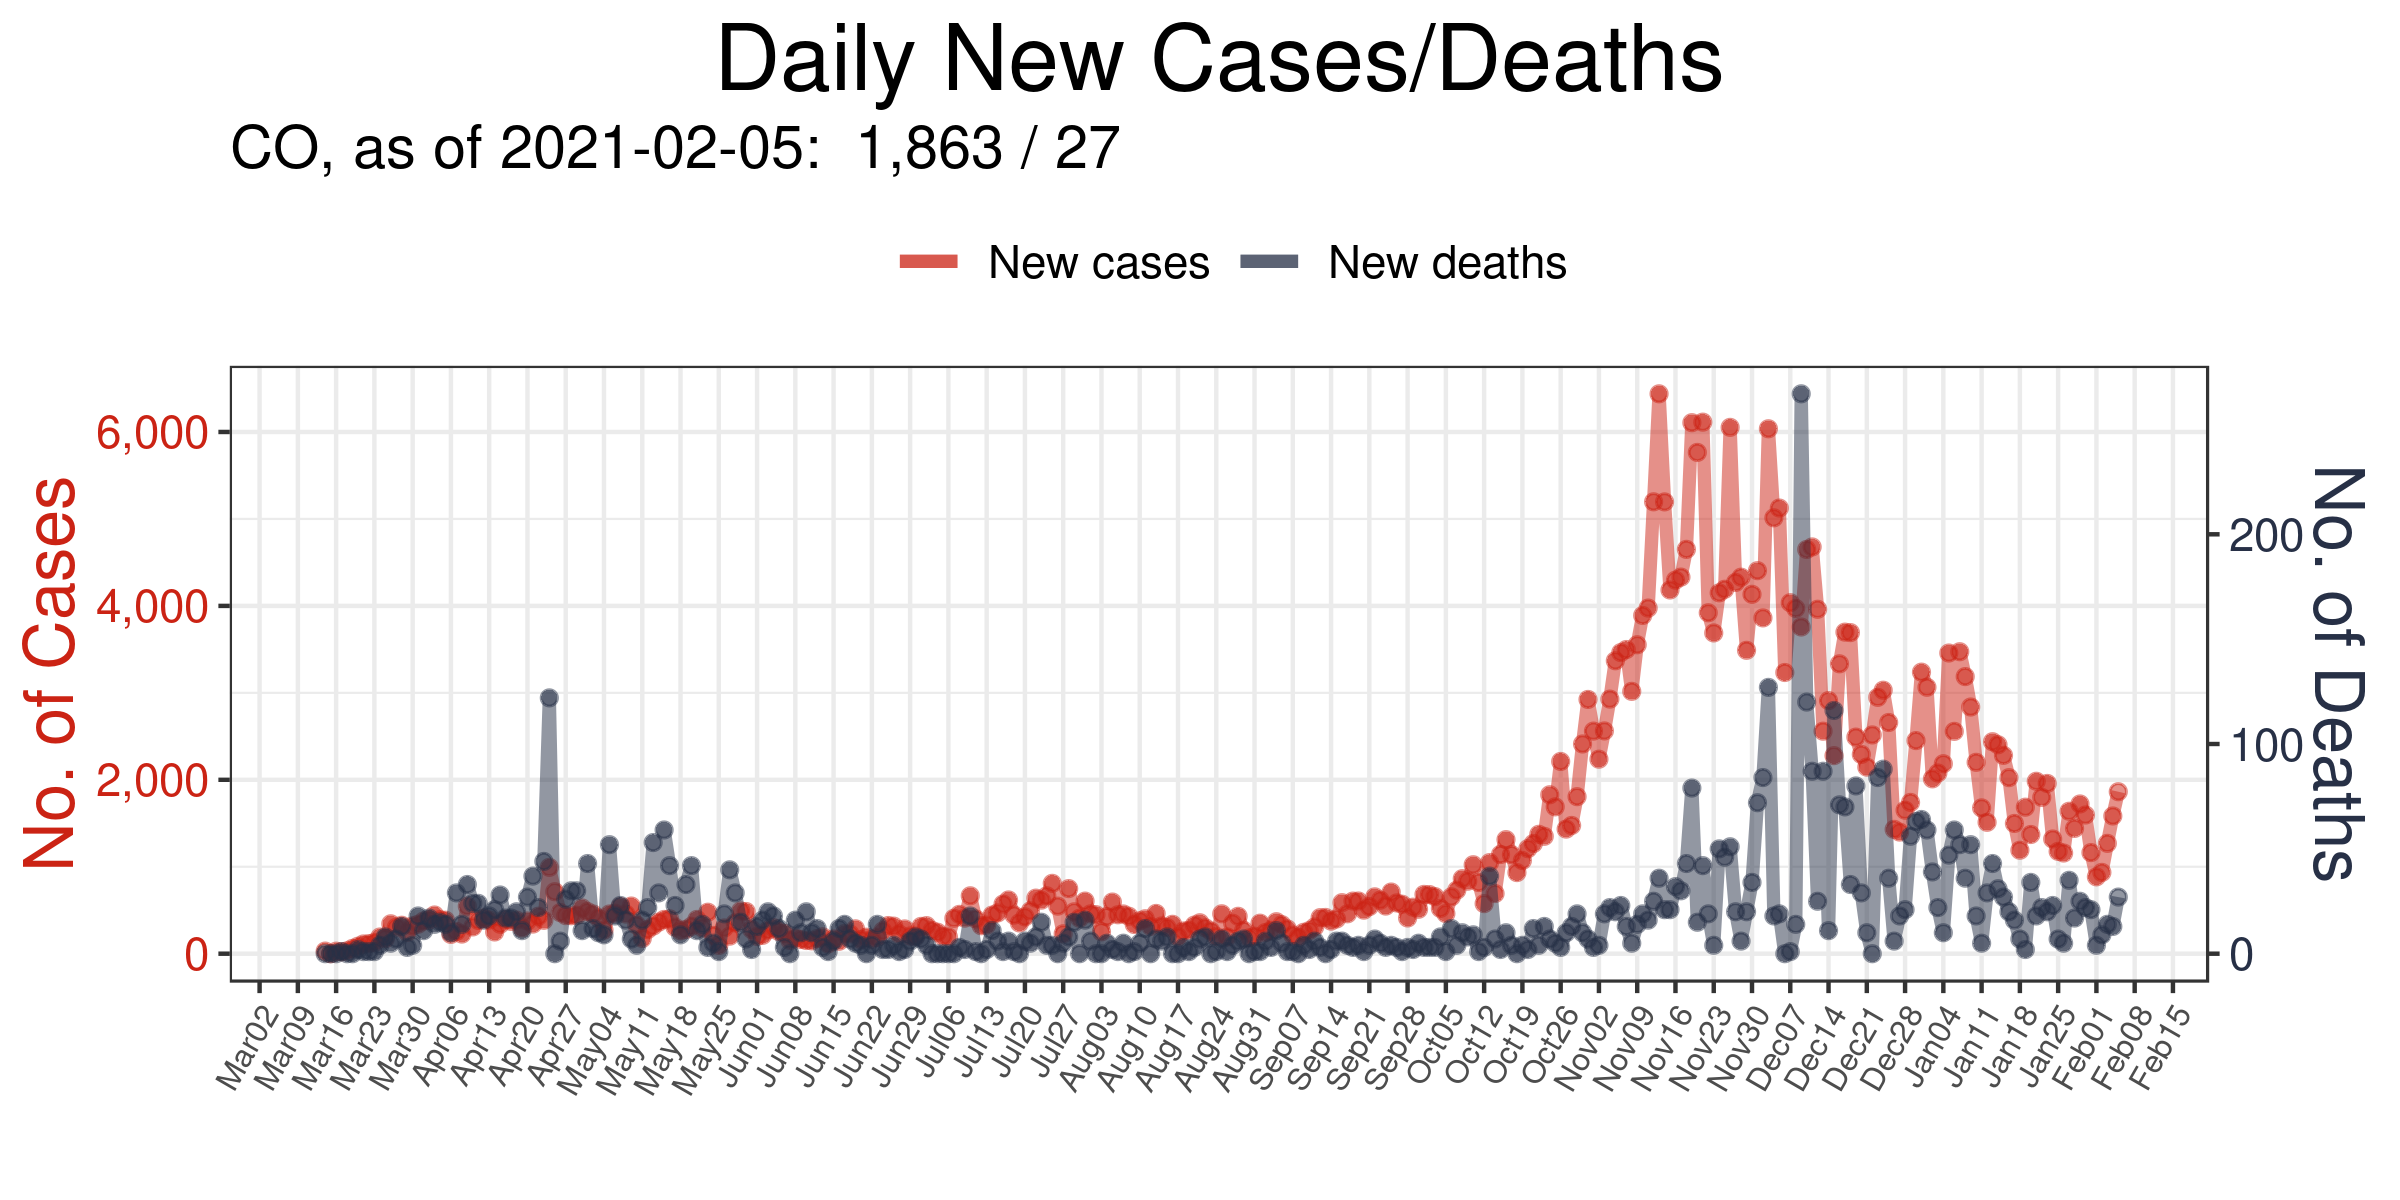 Daily New Cases/Deaths
CO, as of 2021-02-05:  1,863 / 27
New cases
New deaths
No. of Cases
6,000
4,000
2,000
0
No. of Deaths
200
100
0
Mar02
Mar09
Mar16
Mar23
Mar30
Apr06
Apr13
Apr20
Apr27
May04
May11
May18
May25
Jun01
Jun08
Jun15
Jun22
Jun29
Jul06
Jul13
Jul20
Jul27
Aug03
Aug10
Aug17
Aug24
Aug31
Sep07
Sep14
Sep21
Sep28
Oct05
Oct12
Oct19
Oct26
Nov02
Nov09
Nov16
Nov23
Nov30
Dec07
Dec14
Dec21
Dec28
Dec04
Jan11
Jan18
Jan25
Feb01
Feb08
Feb15